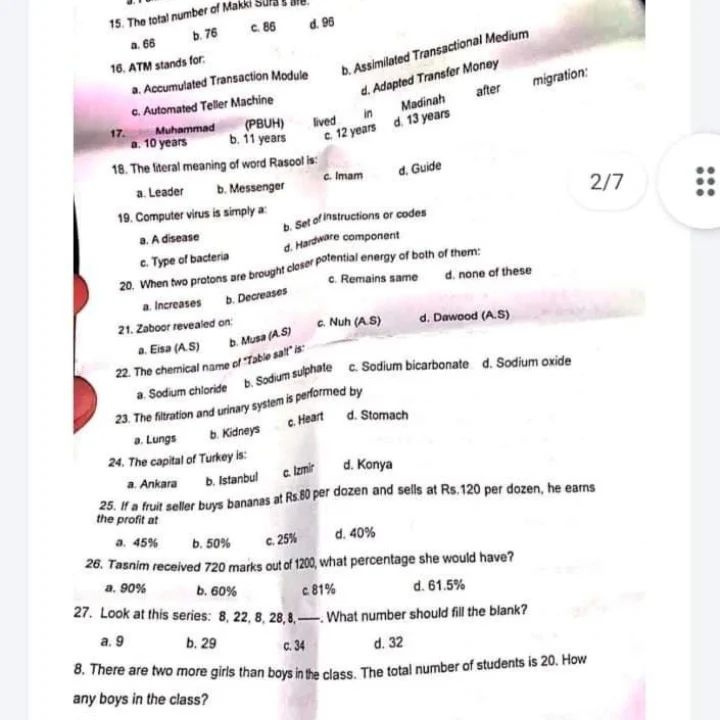 15. The total number of Makki Sura's are:
a. 66 b. 76 c. 86 d. 96
16. ATM stands for:
a. Accumulated Transaction Module b. Assimilated Transactional Medium
c. Automated Teller Machine d. Adapted Transfer Money
17. Muhammad (PBUH) lived in Madinah after migration:
a. 10 years b. 11 years c. 12 years d. 13 years
18. The literal meaning of word Rasool is:
a. Leader b. Messenger c. Imam d. Guide
2/7
19. Computer virus is simply a:
a. A disease b. Set of instructions or codes
c. Type of bacteria d. Hardware component
20. When two protons are brought closer potential energy of both of them:
a. Increases b. Decreases c. Remains same d. none of these
21. Zaboor revealed on:
a. Eisa (A.S) b. Musa (A.S) c. Nuh (A.S) d. Dawood (A.S)
22. The chemical name of "Table salt" is:
a. Sodium chloride b. Sodium sulphate c. Sodium bicarbonate d. Sodium oxide
23. The filtration and urinary system is performed by
a. Lungs b. Kidneys c. Heart d. Stomach
24. The capital of Turkey is:
a. Ankara b. Istanbul c. Izmir d. Konya
25. If a fruit seller buys bananas at Rs.80 per dozen and sells at Rs.120 per dozen, he earns
the profit at
a. 45% b. 50% c. 25% d. 40%
26. Tasnim received 720 marks out of 1200, what percentage she would have?
a. 90% b. 60% c. 81% d. 61.5%
27. Look at this series: 8, 22, 8, 28, 8, ——. What number should fill the blank?
a. 9 b. 29 c. 34 d. 32
8. There are two more girls than boys in the class. The total number of students is 20. How
any boys in the class?